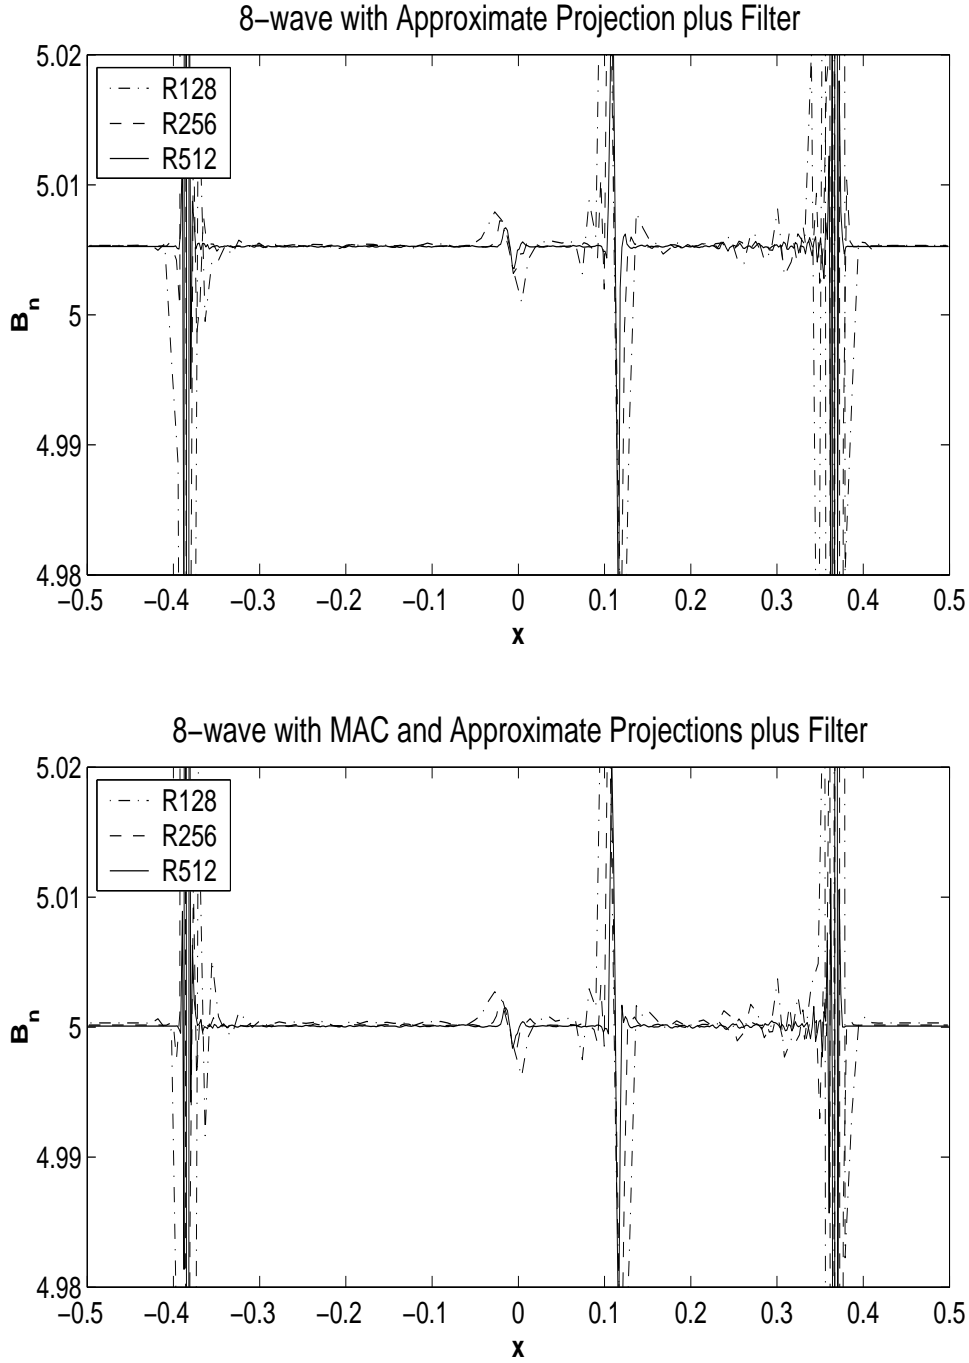 8−wave with Approximate Projection plus Filter
5.02
R128
R256
R512
5.01
5
4.99
4.98
B_n
−0.5 −0.4 −0.3 −0.2 −0.1 0 0.1 0.2 0.3 0.4 0.5
x
8−wave with MAC and Approximate Projections plus Filter
5.02
R128
R256
R512
5.01
5
4.99
4.98
B_n
−0.5 −0.4 −0.3 −0.2 −0.1 0 0.1 0.2 0.3 0.4 0.5
x